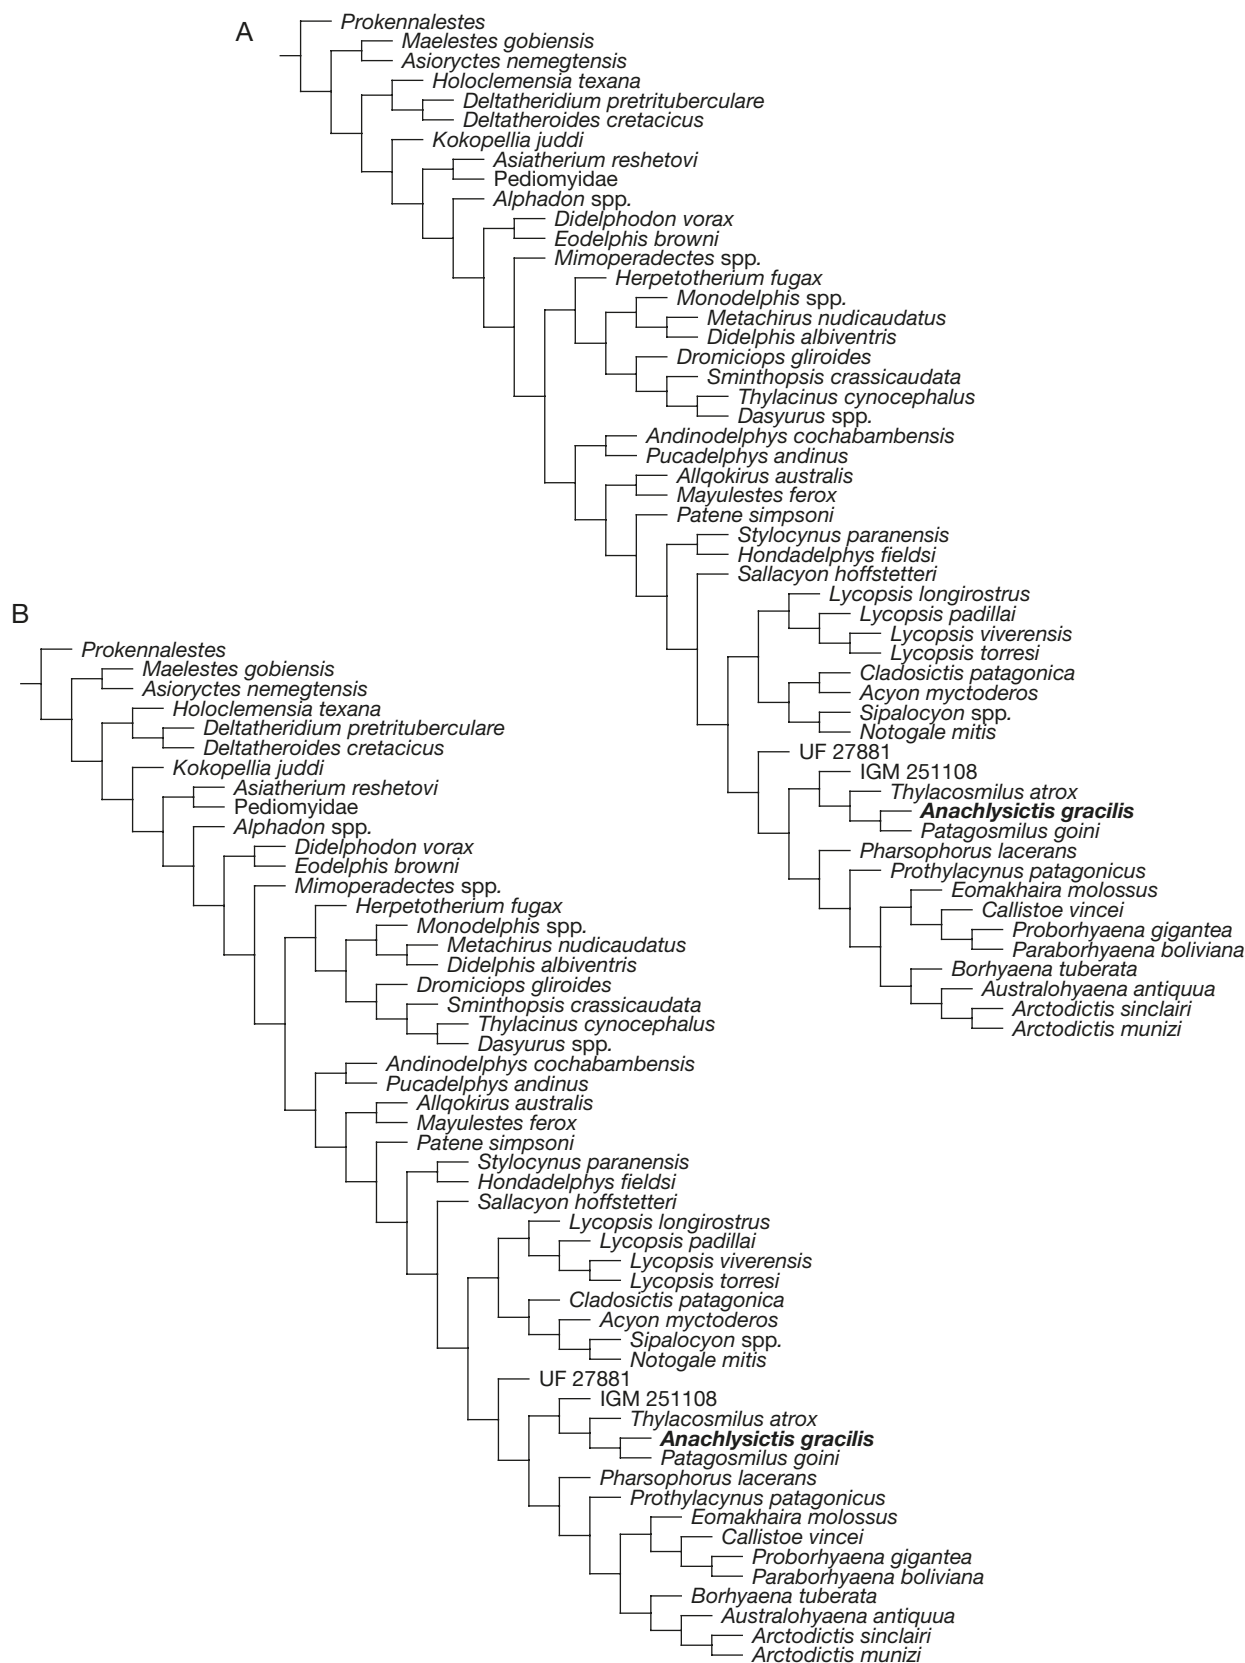 A
Prokennalestes
Maelestes gobiensis
Asioryctes nemegtensis
Holoclemensia texana
Deltatheridium pretrituberculare
Deltatheroides cretacicus
Kokopellia juddi
Asiatherium reshetovi
Pediomyidae
Alphadon spp.
Didelphodon vorax
Eodelphis browni
Mimoperadectes spp.
Herpetotherium fugax
Monodelphis spp.
Metachirus nudicaudatus
Didelphis albiventris
Dromiciops gliroides
Sminthopsis crassicaudata
Thylacinus cynocephalus
Dasyurus spp.
Andinodelphys cochabambensis
Pucadelphys andinus
Allqokirus australis
Mayulestes ferox
Patene simpsoni
Stylocynus paranensis
Hondadelphys fieldsi
Sallacyon hoffstetteri
Lycopsis longirostrus
Lycopsis padillai
Lycopsis viverensis
Lycopsis torresi
Cladosictis patagonica
Acyon myctoderos
Sipalocyon spp.
Notogale mitis
UF 27881
IGM 251108
Thylacosmilus atrox
Anachlysictis gracilis
Patagosmilus goini
Pharsophorus lacerans
Prothylacynus patagonicus
Eomakhaira molossus
Callistoe vincei
Proborhyaena gigantea
Paraborhyaena boliviana
Borhyaena tuberata
Australohyaena antiquua
Arctodictis sinclairi
Arctodictis munizi
B
Prokennalestes
Maelestes gobiensis
Asioryctes nemegtensis
Holoclemensia texana
Deltatheridium pretrituberculare
Deltatheroides cretacicus
Kokopellia juddi
Asiatherium reshetovi
Pediomyidae
Alphadon spp.
Didelphodon vorax
Eodelphis browni
Mimoperadectes spp.
Herpetotherium fugax
Monodelphis spp.
Metachirus nudicaudatus
Didelphis albiventris
Dromiciops gliroides
Sminthopsis crassicaudata
Thylacinus cynocephalus
Dasyurus spp.
Andinodelphys cochabambensis
Pucadelphys andinus
Allqokirus australis
Mayulestes ferox
Patene simpsoni
Stylocynus paranensis
Hondadelphys fieldsi
Sallacyon hoffstetteri
Lycopsis longirostrus
Lycopsis padillai
Lycopsis viverensis
Lycopsis torresi
Cladosictis patagonica
Acyon myctoderos
Sipalocyon spp.
Notogale mitis
UF 27881
IGM 251108
Thylacosmilus atrox
Anachlysictis gracilis
Patagosmilus goini
Pharsophorus lacerans
Prothylacynus patagonicus
Eomakhaira molossus
Callistoe vincei
Proborhyaena gigantea
Paraborhyaena boliviana
Borhyaena tuberata
Australohyaena antiquua
Arctodictis sinclairi
Arctodictis munizi